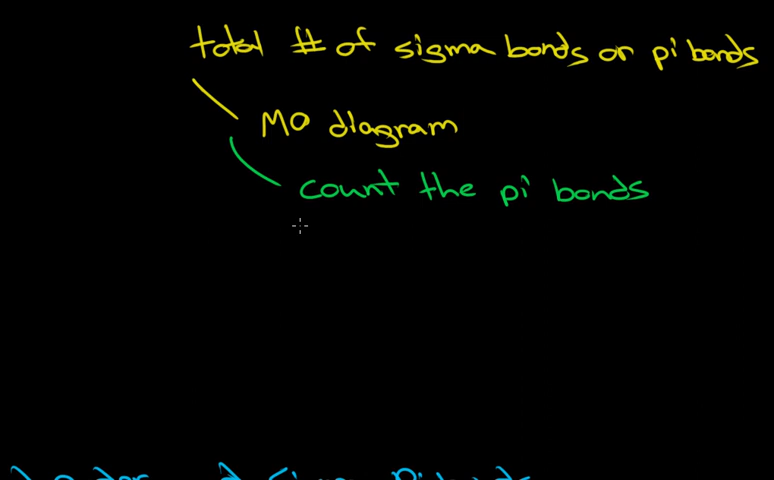 total # of sigma bonds or pi bonds
MO diagram
count the pi bonds